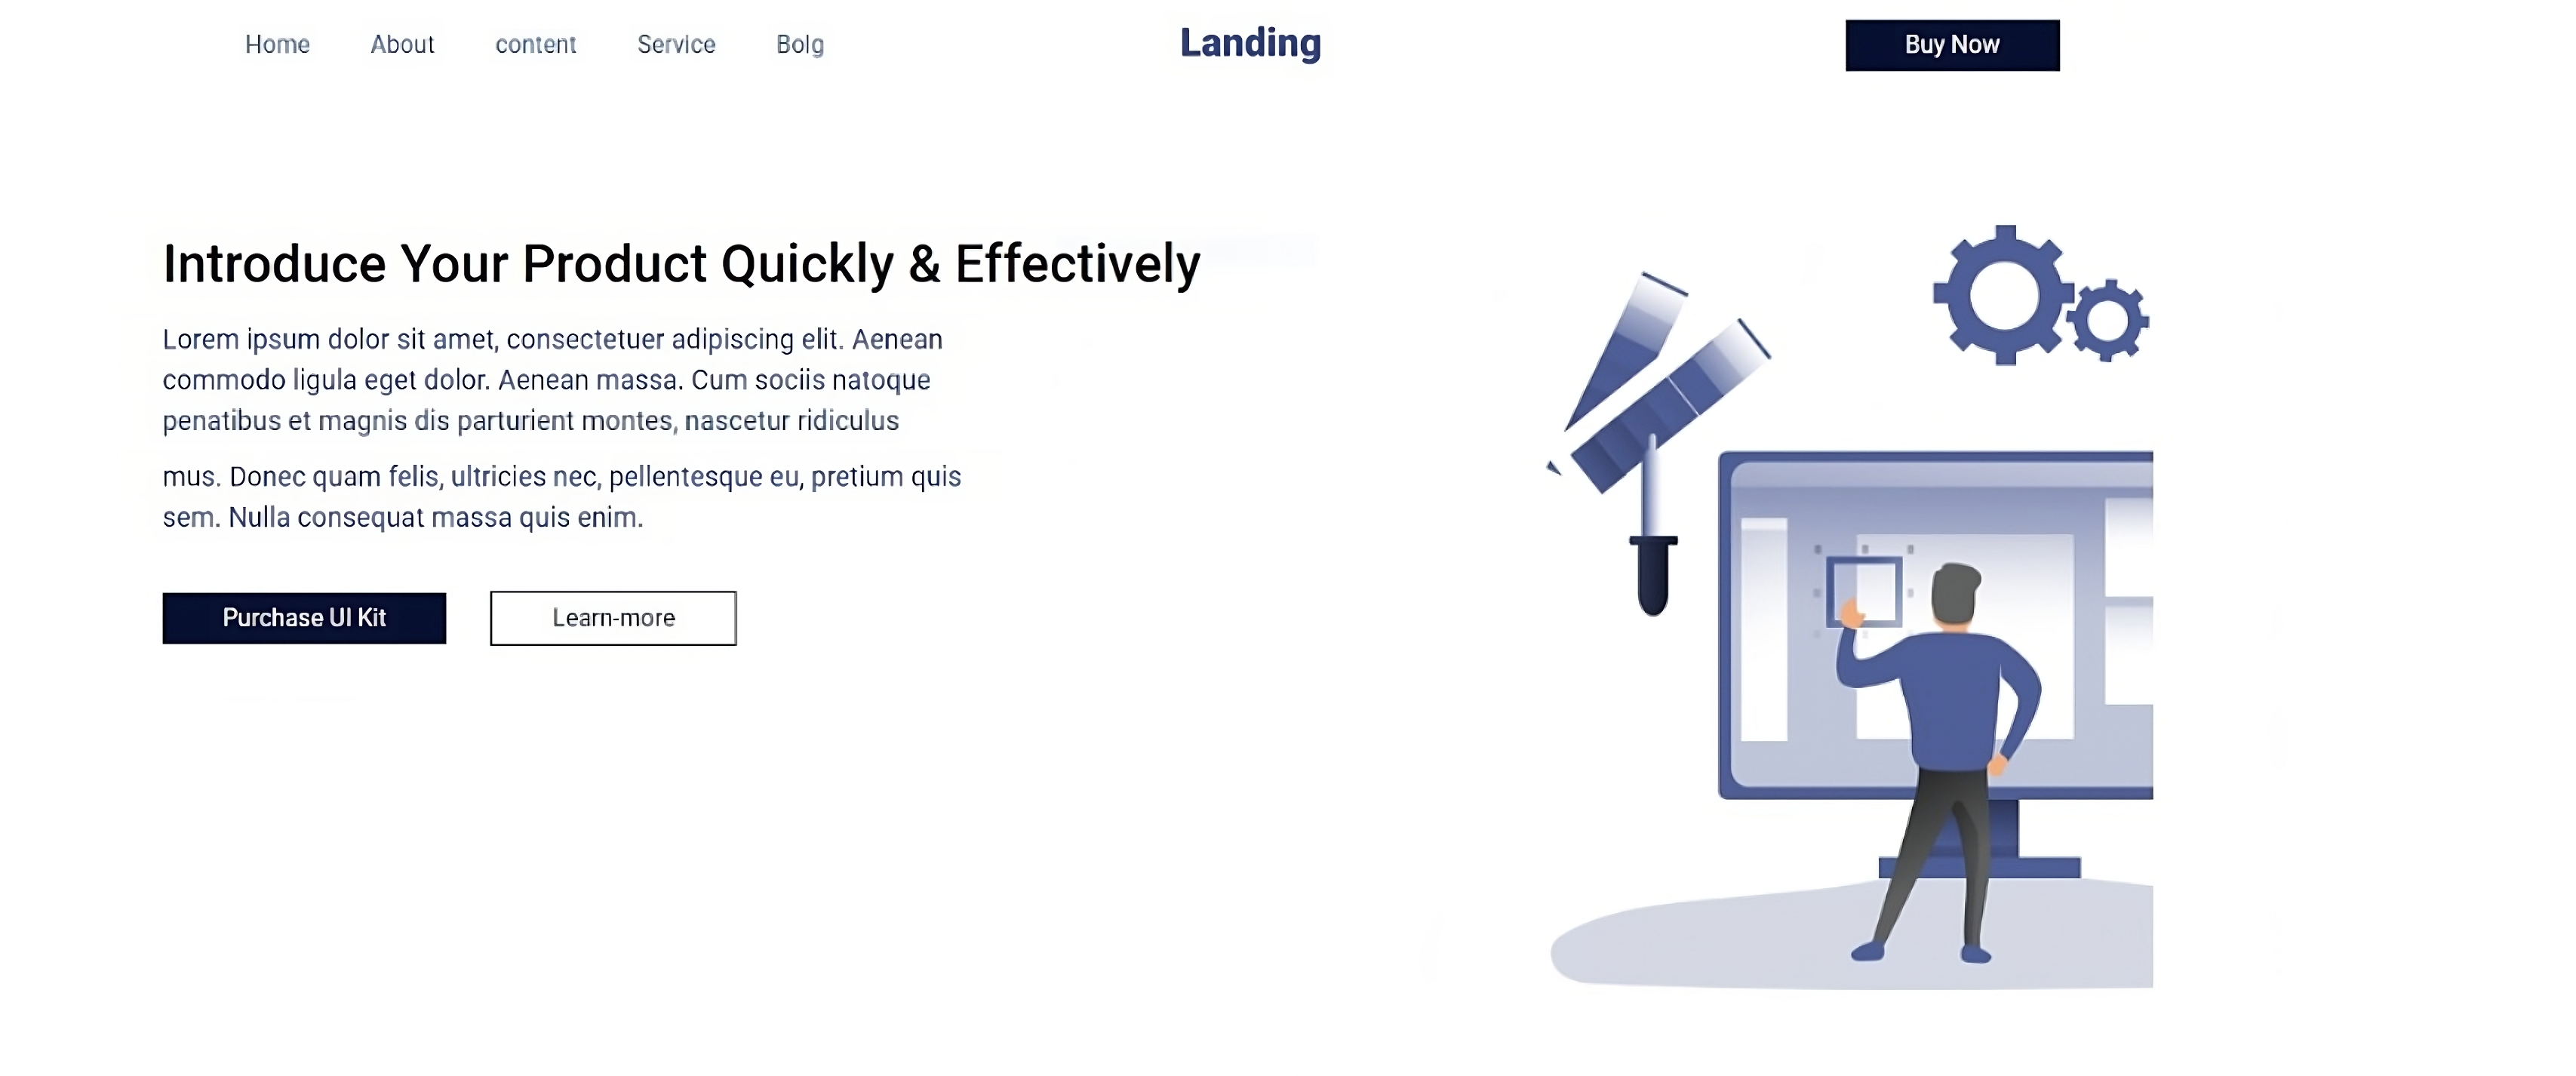 Home About content Service Bolg Landing Buy Now
Introduce Your Product Quickly & Effectively
Lorem ipsum dolor sit amet, consectetuer adipiscing elit. Aenean
commodo ligula eget dolor. Aenean massa. Cum sociis natoque
penatibus et magnis dis parturient montes, nascetur ridiculus
mus. Donec quam felis, ultricies nec, pellentesque eu, pretium quis
sem. Nulla consequat massa quis enim.
Purchase UI Kit Learn-more